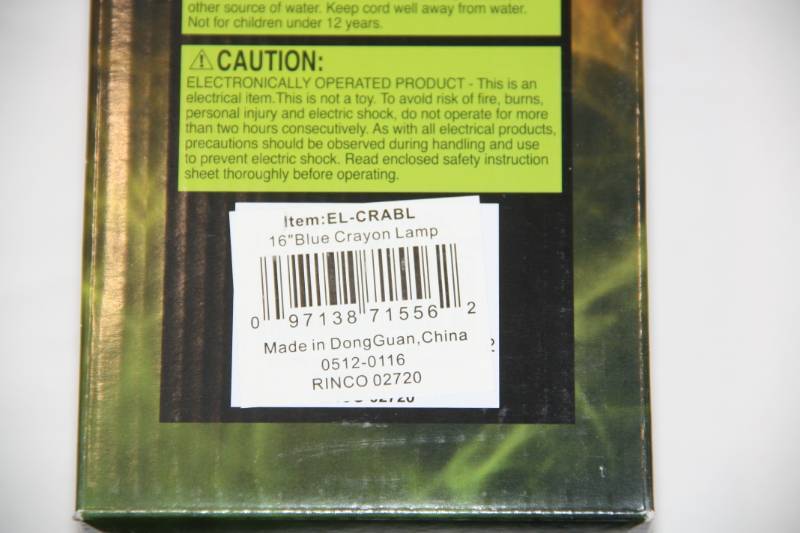 other source of water. Keep cord well away from water.
Not for children under 12 years.
CAUTION:
ELECTRONICALLY OPERATED PRODUCT - This is an
electrical item.This is not a toy. To avoid risk of fire, burns,
personal injury and electric shock, do not operate for more
than two hours consecutively. As with all electrical products,
precautions should be observed during handling and use
to prevent electric shock. Read enclosed safety instruction
sheet thoroughly before operating.
Item:EL-CRABL
16"Blue Crayon Lamp
0 97138 71556 2
Made in DongGuan,China
0512-0116
RINCO 02720
02720